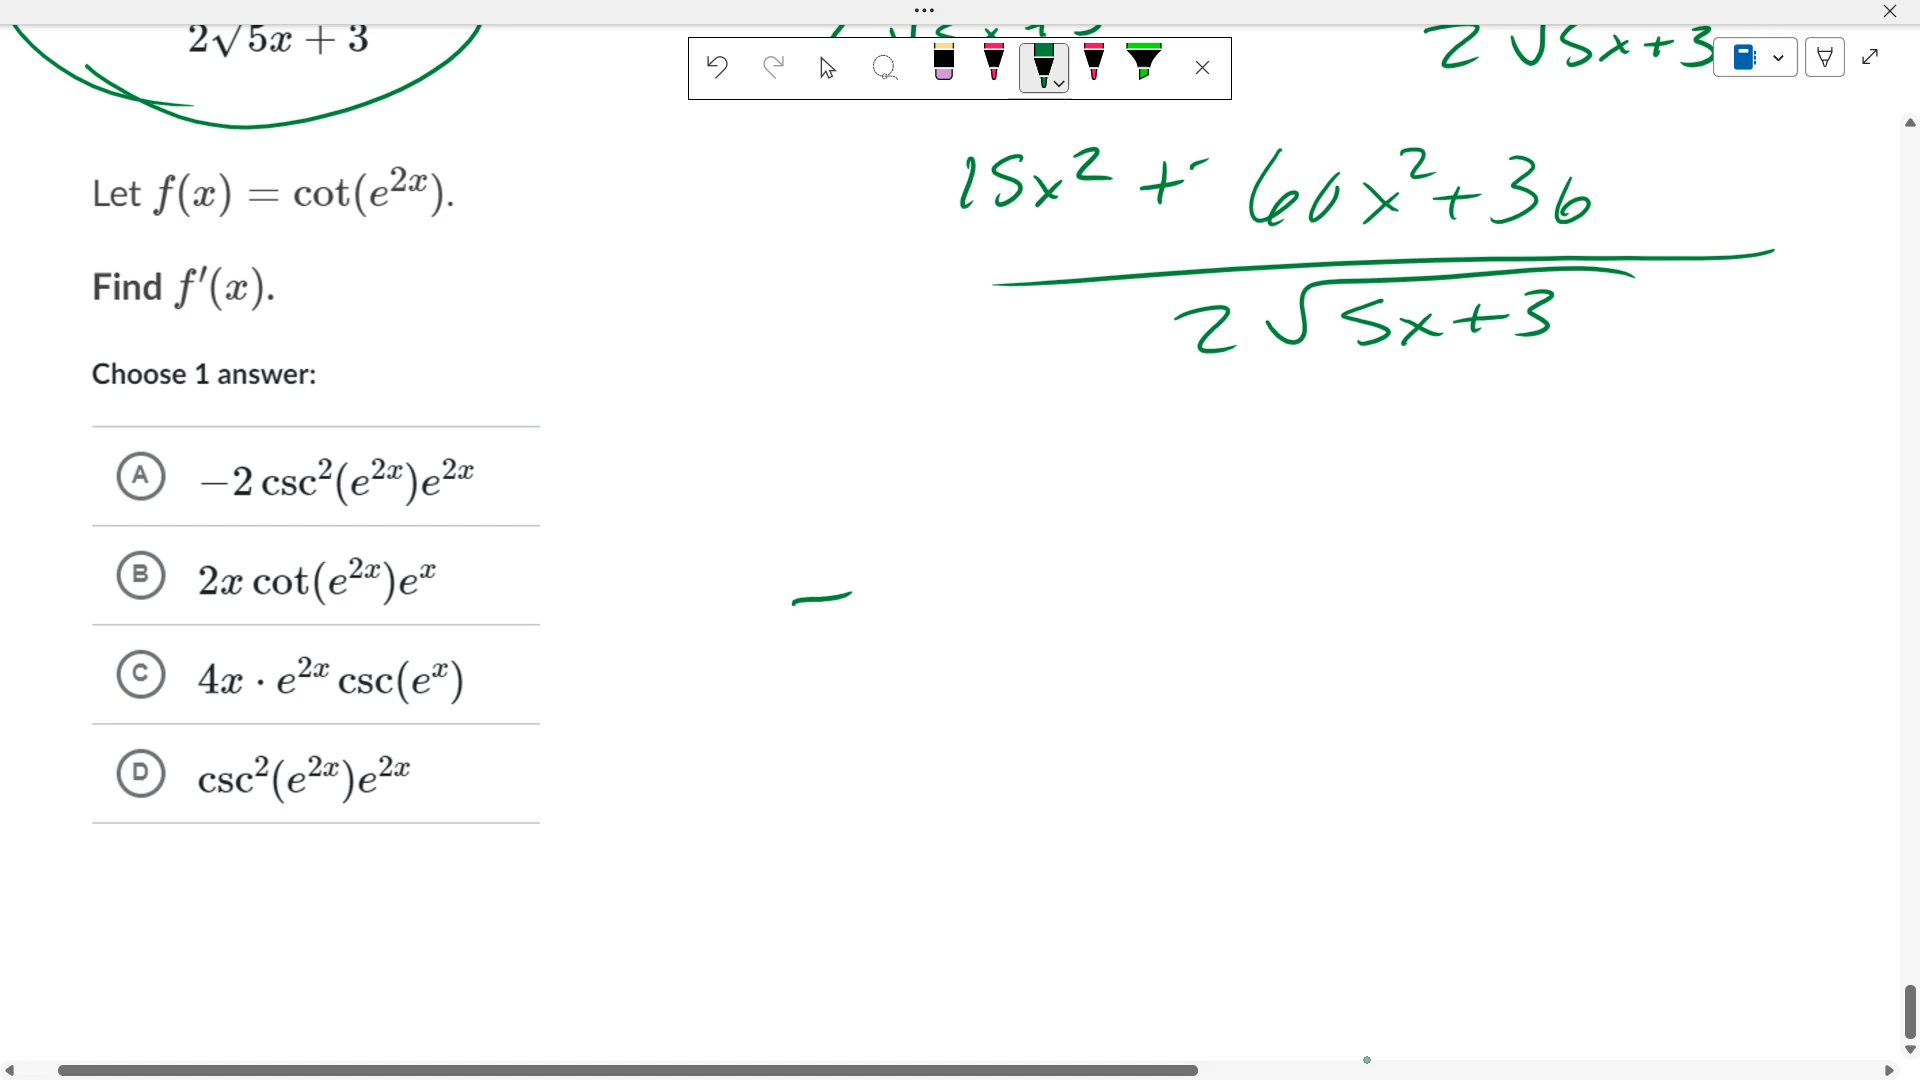 2√5x + 3
2 √5x+3
Let f(x) = cot(e^{2x}).
15x² + 60x² + 36
2 √5x+3
Find f′(x).
Choose 1 answer:
A −2 csc²(e^{2x})e^{2x}
B 2x cot(e^{2x})e^x
−
C 4x · e^{2x} csc(e^x)
D csc²(e^{2x})e^{2x}